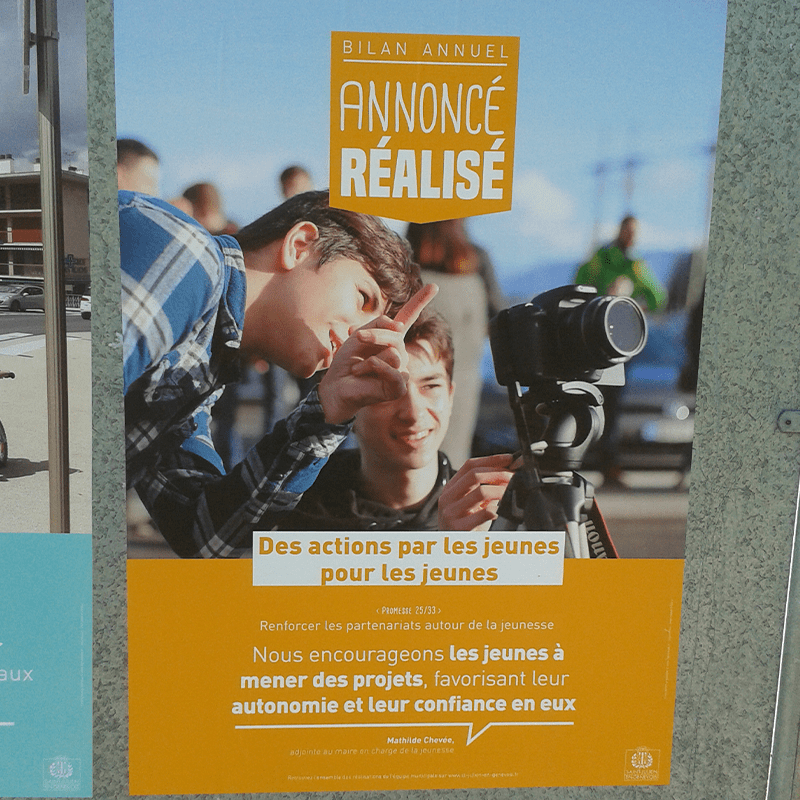 BILAN ANNUEL
ANNONCÉ
RÉALISÉ
Des actions par les jeunes
pour les jeunes
< PROMESSE 25/33 >
Renforcer les partenariats autour de la jeunesse
Nous encourageons les jeunes à
mener des projets, favorisant leur
autonomie et leur confiance en eux
Mathilde Chevée,
adjointe au maire en charge de la jeunesse
aux